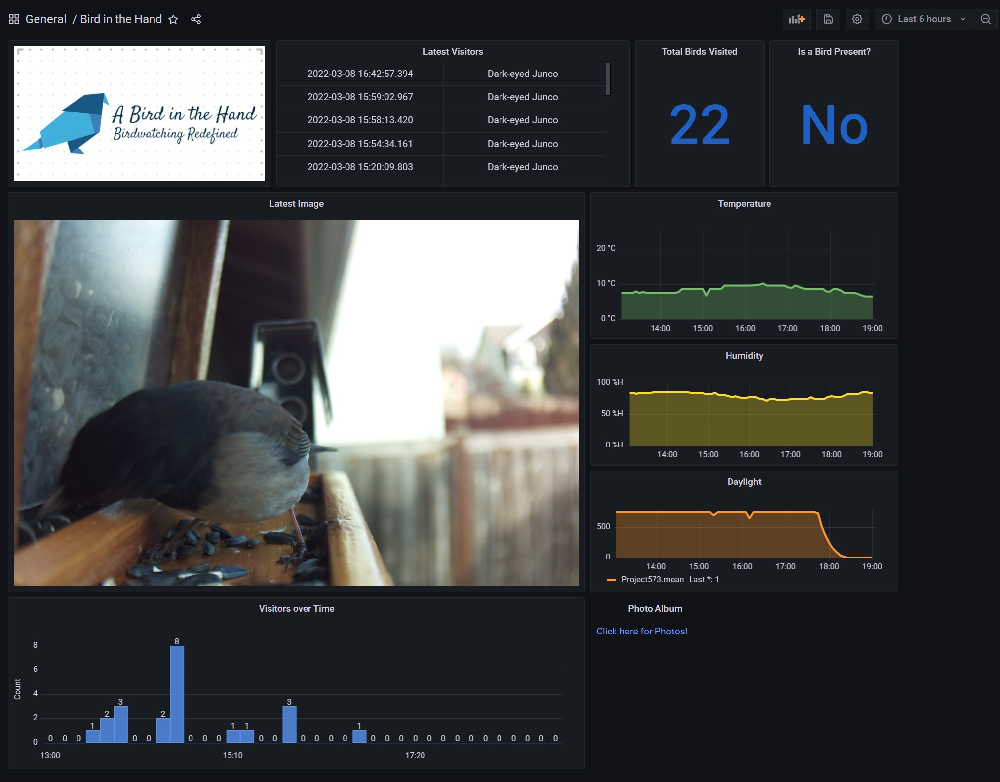 General / Bird in the Hand
Last 6 hours
A Bird in the Hand
Birdwatching Redefined
Latest Visitors
2022-03-08 16:42:57.394 Dark-eyed Junco
2022-03-08 15:59:02.967 Dark-eyed Junco
2022-03-08 15:58:13.420 Dark-eyed Junco
2022-03-08 15:54:34.161 Dark-eyed Junco
2022-03-08 15:20:09.803 Dark-eyed Junco
Total Birds Visited
22
Is a Bird Present?
No
Latest Image
Temperature
20 °C
10 °C
0 °C
14:00 15:00 16:00 17:00 18:00 19:00
Humidity
100 %H
50 %H
0 %H
14:00 15:00 16:00 17:00 18:00 19:00
Daylight
500
0
14:00 15:00 16:00 17:00 18:00 19:00
Project573.mean Last *: 1
Visitors over Time
Count
8
6
4
2
0
0 0 0 1 2 3 0 0 2 8 0 0 0 1 1 0 0 3 0 0 0 0 1 0 0 0 0 0 0 0 0 0 0 0 0 0 0
13:00 15:10 17:20
Photo Album
Click here for Photos!